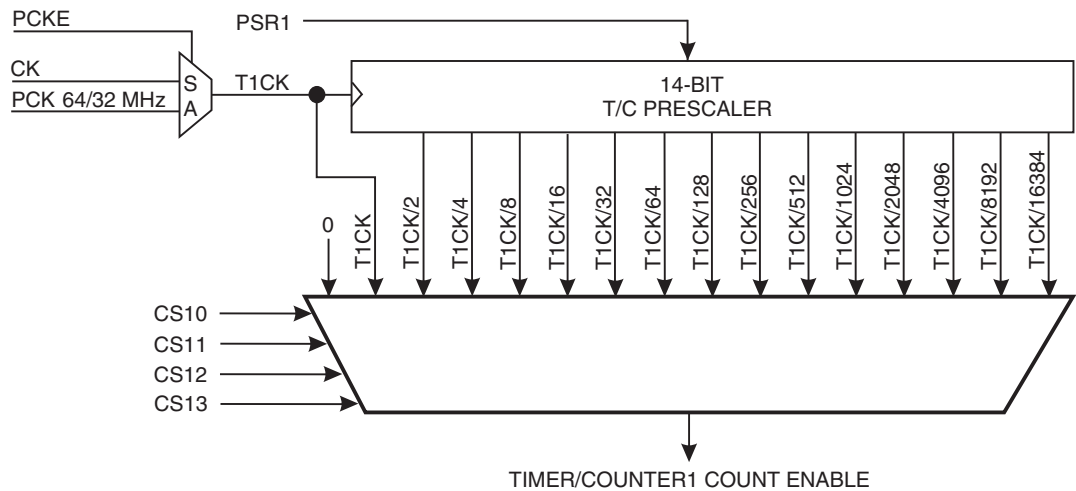 PCKE
PSR1
CK
PCK 64/32 MHz
S
A
T1CK
14-BIT
T/C PRESCALER
0
T1CK
T1CK/2
T1CK/4
T1CK/8
T1CK/16
T1CK/32
T1CK/64
T1CK/128
T1CK/256
T1CK/512
T1CK/1024
T1CK/2048
T1CK/4096
T1CK/8192
T1CK/16384
CS10
CS11
CS12
CS13
TIMER/COUNTER1 COUNT ENABLE